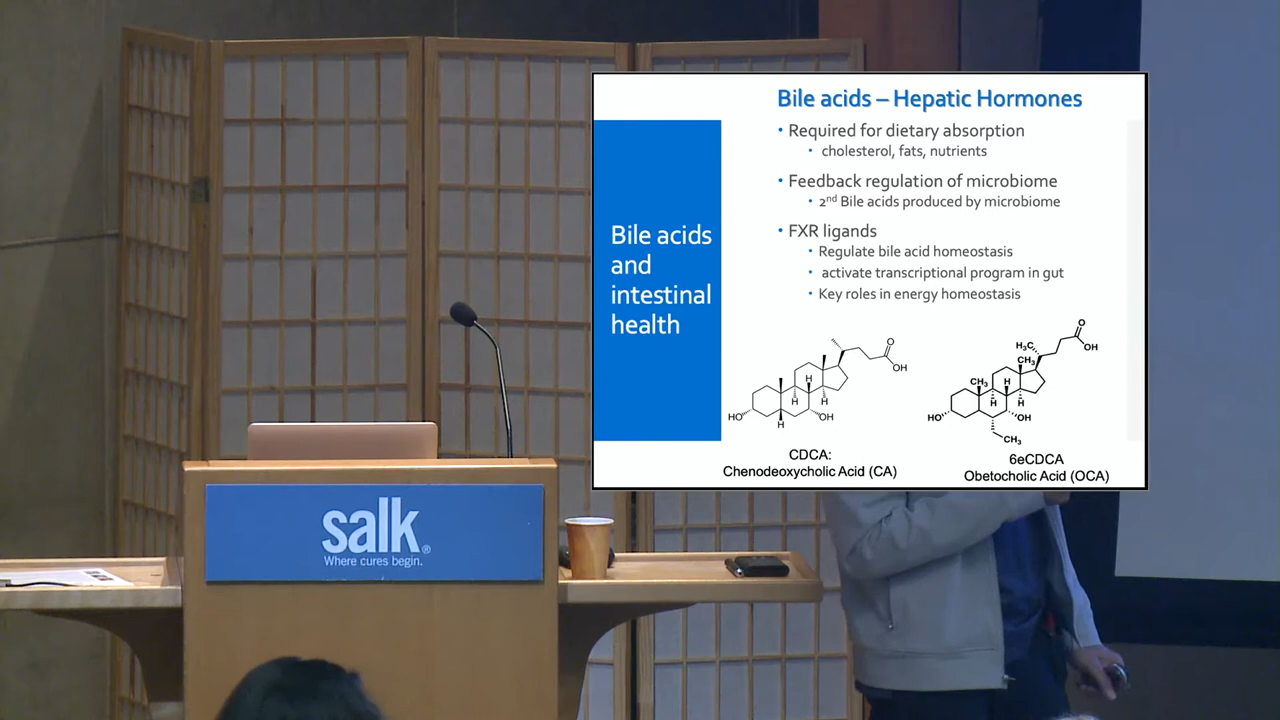 Bile acids – Hepatic Hormones
• Required for dietary absorption
• cholesterol, fats, nutrients
• Feedback regulation of microbiome
• 2nd Bile acids produced by microbiome
• FXR ligands
• Regulate bile acid homeostasis
• activate transcriptional program in gut
• Key roles in energy homeostasis
Bile acids
and
intestinal
health
O
OH
HO
H
H
H
H
OH
CDCA:
Chenodeoxycholic Acid (CA)
O
OH
H₃C
CH₃
CH₃
H
H
H
HO
OH
CH₃
6eCDCA
Obetocholic Acid (OCA)
salk®
Where cures begin.